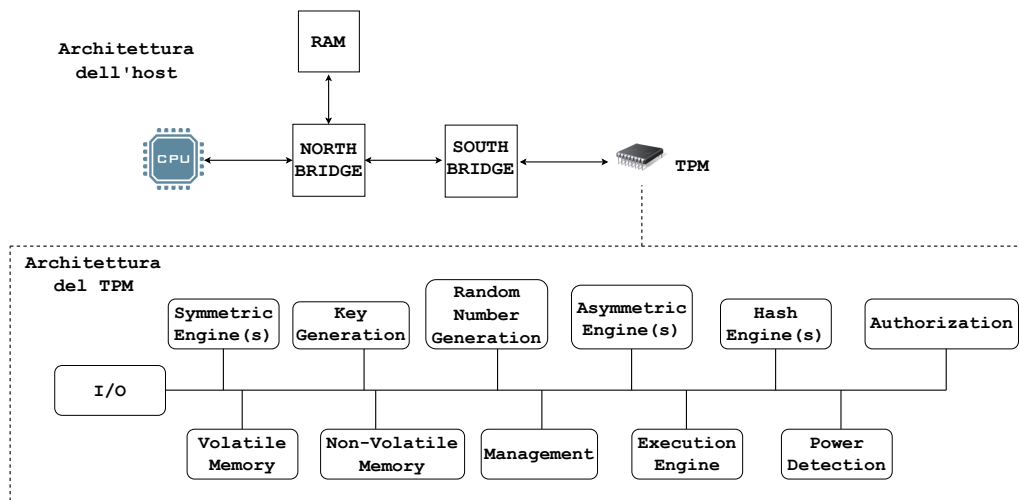 RAM
Architettura
dell'host
CPU
NORTH
BRIDGE
SOUTH
BRIDGE
TPM
Architettura
del TPM
Symmetric
Engine(s)
Key
Generation
Random
Number
Generation
Asymmetric
Engine(s)
Hash
Engine(s)
Authorization
I/O
Volatile
Memory
Non-Volatile
Memory
Management
Execution
Engine
Power
Detection